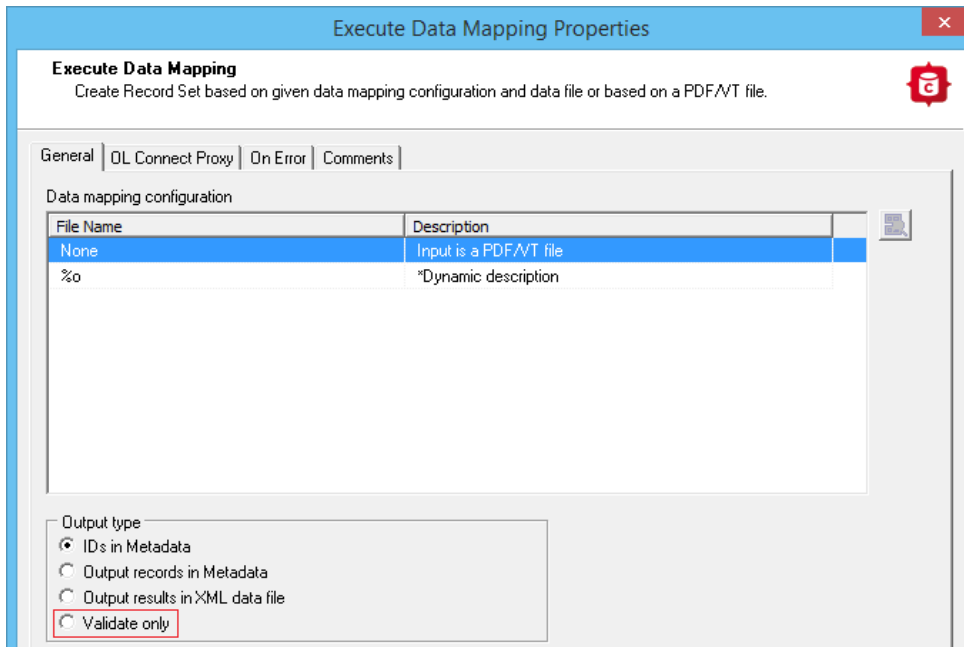 Execute Data Mapping Properties
Execute Data Mapping
Create Record Set based on given data mapping configuration and data file or based on a PDF/VT file.
General OL Connect Proxy On Error Comments
Data mapping configuration
File Name Description
None Input is a PDF/VT file
%o *Dynamic description
Output type
IDs in Metadata
Output records in Metadata
Output results in XML data file
Validate only